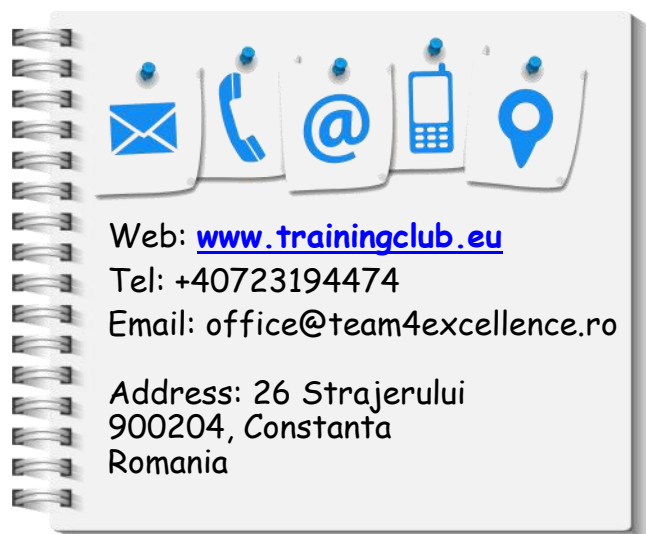 Web: www.trainingclub.eu
Tel: +40723194474
Email: office@team4excellence.ro
Address: 26 Strajerului
900204, Constanta
Romania